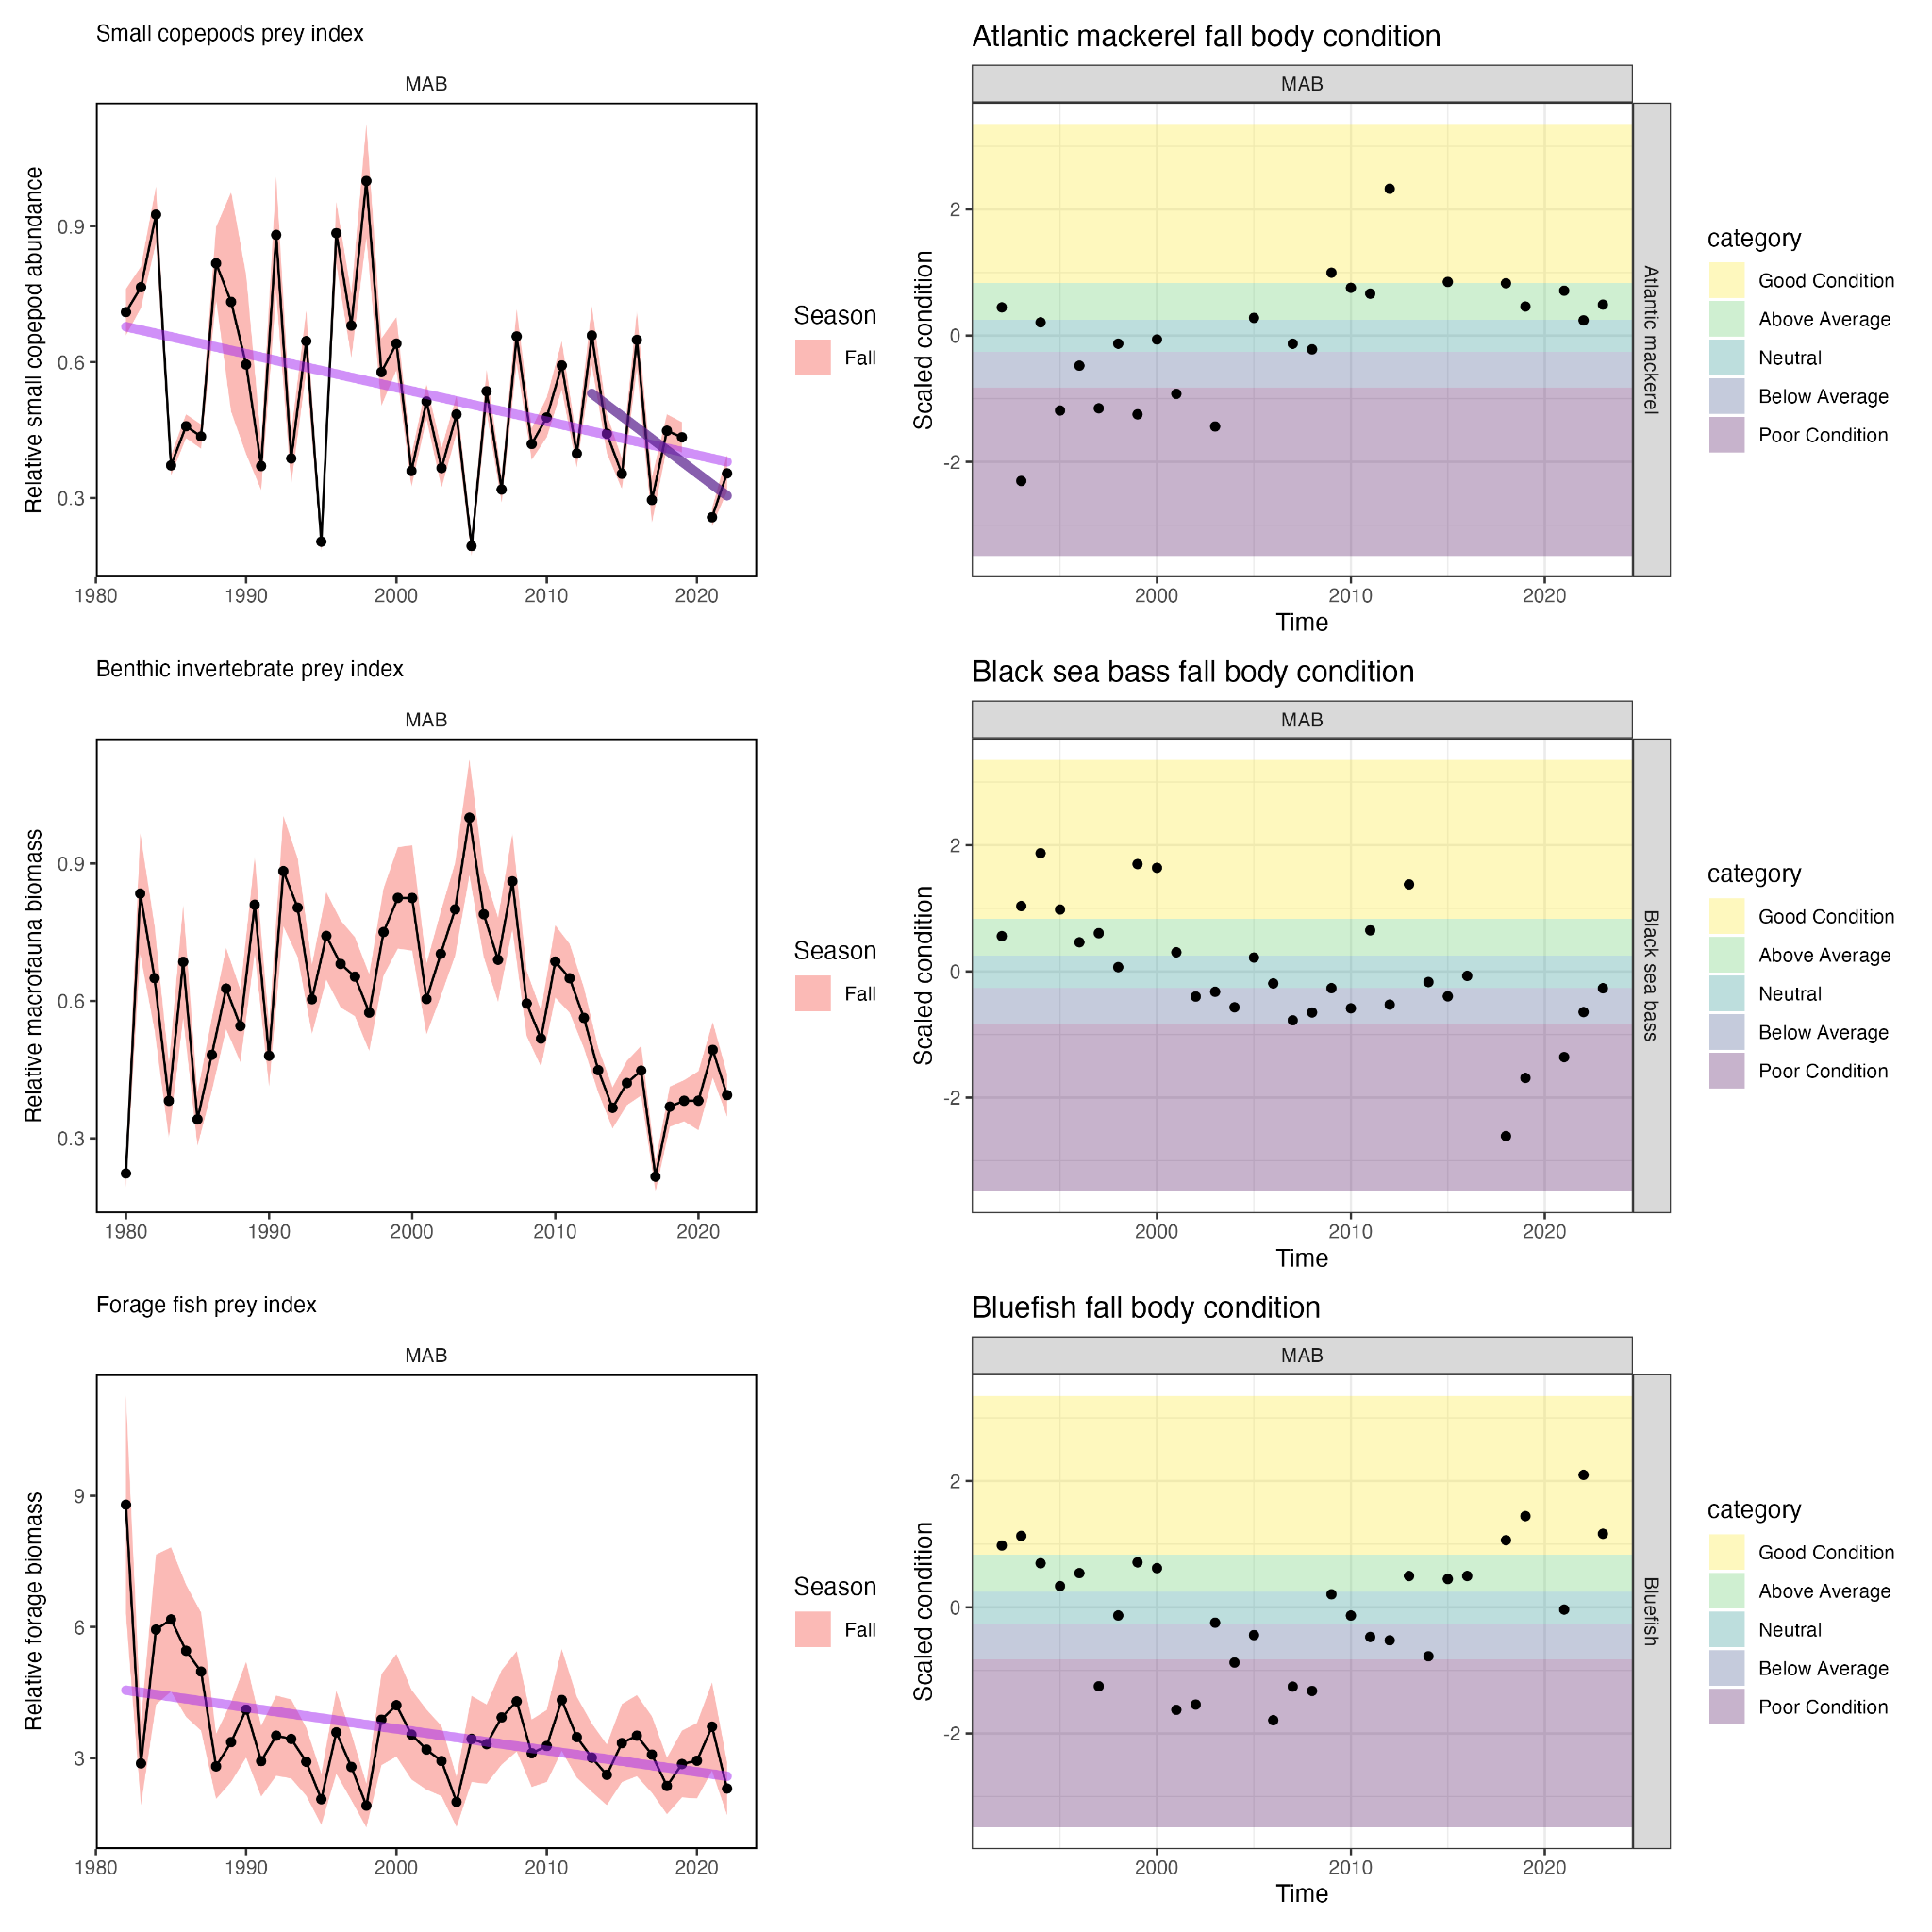 Small copepods prey index
MAB
Relative small copepod abundance
0.9
0.6
0.3
1980 1990 2000 2010 2020
Season
Fall
Atlantic mackerel fall body condition
MAB
Scaled condition
2
0
-2
2000 2010 2020
Time
Atlantic mackerel
category
Good Condition
Above Average
Neutral
Below Average
Poor Condition
Benthic invertebrate prey index
MAB
Relative macrofauna biomass
0.9
0.6
0.3
1980 1990 2000 2010 2020
Season
Fall
Black sea bass fall body condition
MAB
Scaled condition
2
0
-2
2000 2010 2020
Time
Black sea bass
category
Good Condition
Above Average
Neutral
Below Average
Poor Condition
Forage fish prey index
MAB
Relative forage biomass
9
6
3
1980 1990 2000 2010 2020
Season
Fall
Bluefish fall body condition
MAB
Scaled condition
2
0
-2
2000 2010 2020
Time
Bluefish
category
Good Condition
Above Average
Neutral
Below Average
Poor Condition